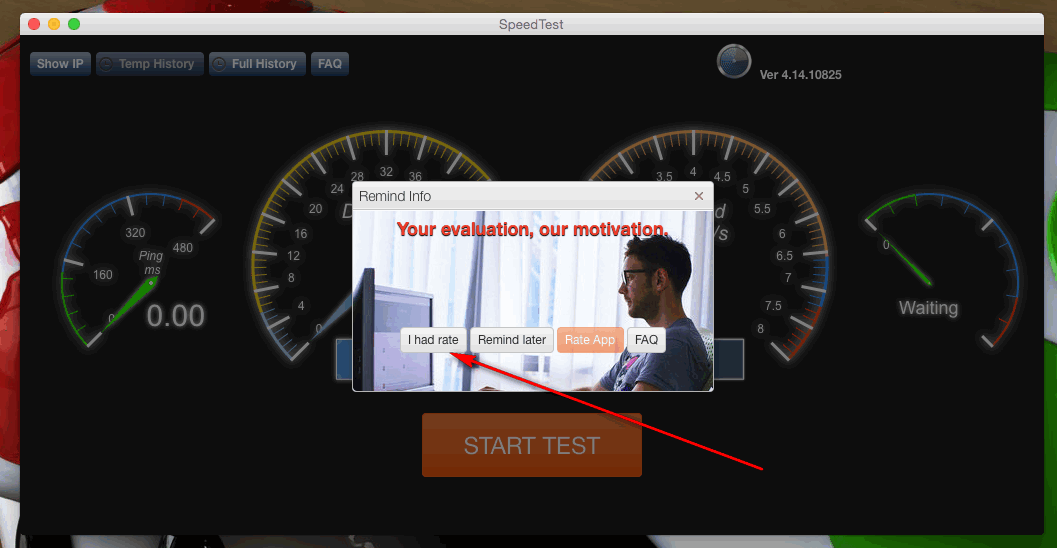 SpeedTest
Show IP Temp History Full History FAQ
Ver 4.14.10825
Remind Info
Your evaluation, our motivation.
I had rate Remind later Rate App FAQ
0 160 320 480
Ping
ms
0.00
0 4 8 12 16 20 24 28 32 36
3.5 4 4.5 5 5.5 6 6.5 7 7.5 8
0
Waiting
START TEST